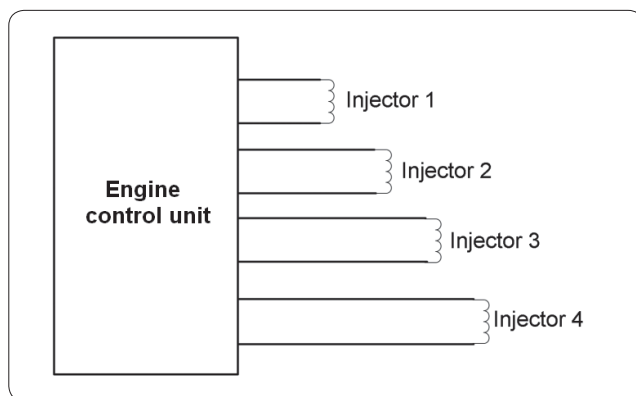 Injector 1
Injector 2
Engine
control unit
Injector 3
Injector 4